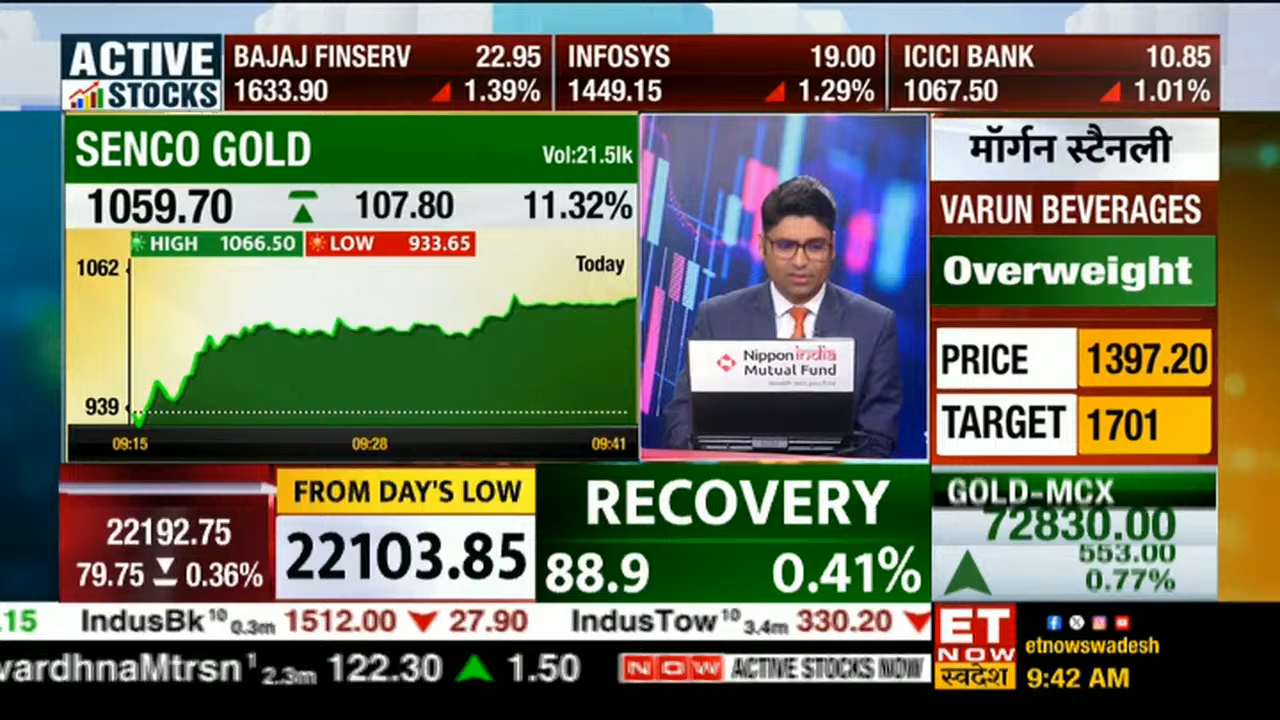 ACTIVE
STOCKS
BAJAJ FINSERV 22.95
1633.90 1.39%
INFOSYS 19.00
1449.15 1.29%
ICICI BANK 10.85
1067.50 1.01%
SENCO GOLD Vol:21.5lk
1059.70 107.80 11.32%
HIGH 1066.50 LOW 933.65
1062 Today
939
09:15 09:28 09:41
Nippon india
Mutual Fund
मॉर्गन स्टैनली
VARUN BEVERAGES
Overweight
PRICE 1397.20
TARGET 1701
22192.75
79.75 0.36%
FROM DAY'S LOW
22103.85
RECOVERY
88.9 0.41%
GOLD-MCX
72830.00
553.00
0.77%
.15 IndusBk 10 0.3m 1512.00 27.90 IndusTow 10 3.4m 330.20
vardhnaMtrsn 1 2.3m 122.30 1.50 NOW ACTIVE STOCKS NOW
ET
NOW
स्वदेश
etnowswadesh
9:42 AM